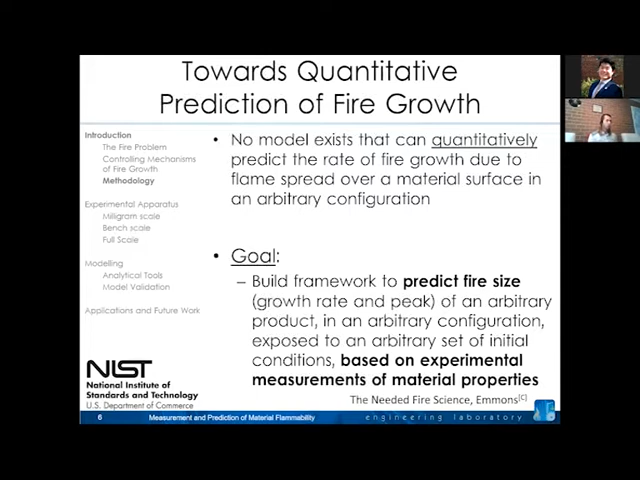 Towards Quantitative
Prediction of Fire Growth
Introduction
The Fire Problem
Controlling Mechanisms
of Fire Growth
Methodology
Experimental Apparatus
Miligram scale
Bench scale
Full Scale
Modelling
Analytical Tools
Model Validation
Applications and Future Work
• No model exists that can quantitatively
predict the rate of fire growth due to
flame spread over a material surface in
an arbitrary configuration
• Goal:
– Build framework to predict fire size
(growth rate and peak) of an arbitrary
product, in an arbitrary configuration,
exposed to an arbitrary set of initial
conditions, based on experimental
measurements of material properties
The Needed Fire Science, Emmons[C]
NIST
National Institute of
Standards and Technology
U.S. Department of Commerce
6 Measurement and Prediction of Material Flammability engineering laboratory